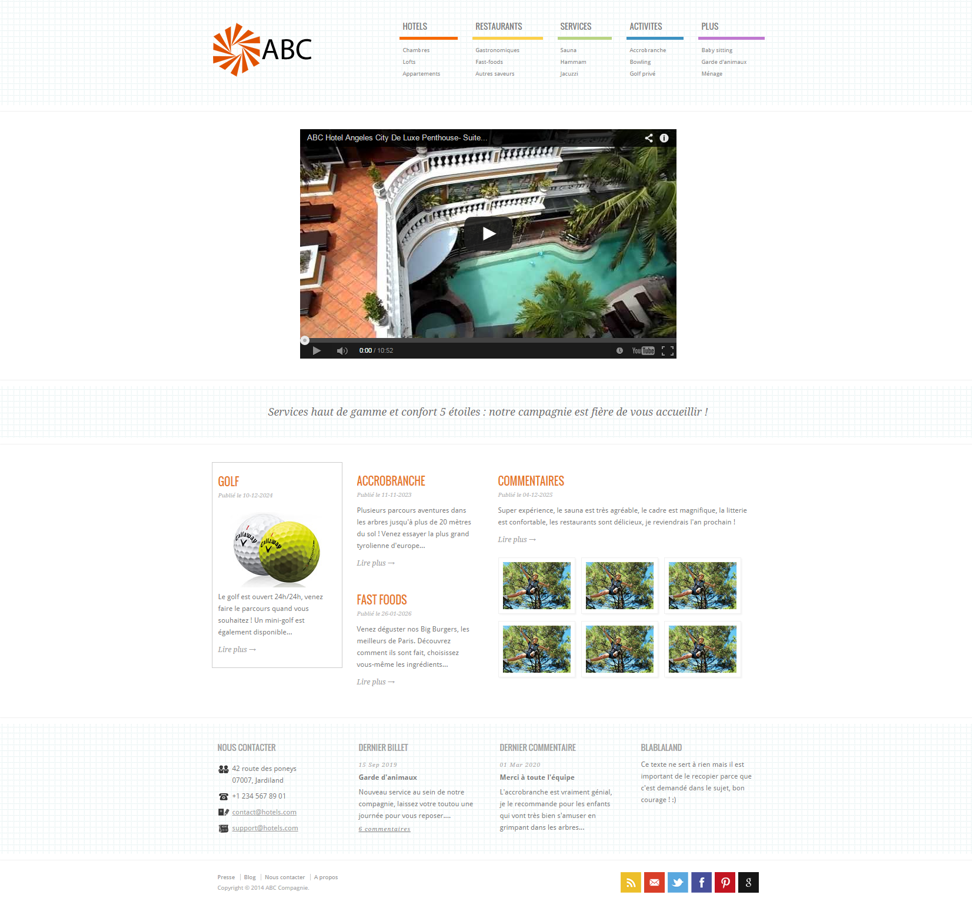 ABC
HOTELS
Chambres
Lofts
Appartements
RESTAURANTS
Gastronomiques
Fast-foods
Autres saveurs
SERVICES
Sauna
Hammam
Jacuzzi
ACTIVITES
Accrobranche
Bowling
Golf privé
PLUS
Baby sitting
Garde d'animaux
Ménage
ABC Hotel Angeles City De Luxe Penthouse- Suite...
0:00 / 10:52
YouTube
Services haut de gamme et confort 5 étoiles : notre campagnie est fière de vous accueillir !
GOLF
Publié le 10-12-2024
Callaway
Callaway
Le golf est ouvert 24h/24h, venez
faire le parcours quand vous
souhaitez ! Un mini-golf est
également disponible...
Lire plus →
ACCROBRANCHE
Publié le 11-11-2023
Plusieurs parcours aventures dans
les arbres jusqu'à plus de 20 mètres
du sol ! Venez essayer la plus grand
tyrolienne d'europe...
Lire plus →
FAST FOODS
Publié le 26-01-2026
Venez déguster nos Big Burgers, les
meilleurs de Paris. Découvrez
comment ils sont fait, choisissez
vous-même les ingrédients...
Lire plus →
COMMENTAIRES
Publié le 04-12-2023
Super expérience, le sauna est très agréable, le cadre est magnifique, la litterie
est confortable, les restaurants sont délicieux, je reviendrais l'an prochain !
Lire plus →
NOUS CONTACTER
42 route des poneys
07007, Jardiland
+1 234 567 89 01
contact@hotels.com
support@hotels.com
DERNIER BILLET
15 Sep 2019
Garde d'animaux
Nouveau service au sein de notre
compagnie, laissez votre toutou une
journée pour vous reposer....
6 commentaires
DERNIER COMMENTAIRE
01 Mar 2020
Merci à toute l'équipe
L'accrobranche est vraiment génial,
je le recommande pour les enfants
qui vont très bien s'amuser en
grimpant dans les arbres...
BLABLALAND
Ce texte ne sert à rien mais il est
important de le recopier parce que
c'est demandé dans le sujet, bon
courage ! :)
Presse | Blog | Nous contacter | A propos
Copyright © 2014 ABC Compagnie.